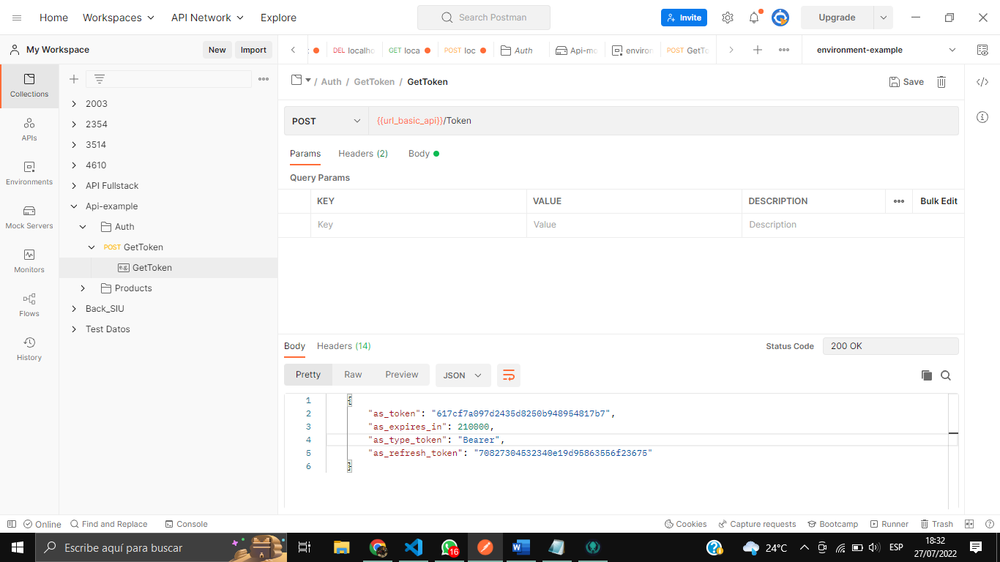 Home Workspaces API Network Explore Search Postman Invite Upgrade
My Workspace New Import
DEL localho GET loca POST loc Auth Api-mo environ POST GetTo environment-example
Collections
APIs
Environments
Mock Servers
Monitors
Flows
History
2003
2354
3514
4610
API Fullstack
Api-example
Auth
POST GetToken
e.g. GetToken
Products
Back_SIU
Test Datos
/ Auth / GetToken / GetToken Save
POST {{url_basic_api}}/Token
Params Headers (2) Body
Query Params
KEY VALUE DESCRIPTION Bulk Edit
Key Value Description
Body Headers (14) Status Code 200 OK
Pretty Raw Preview JSON
1 {
2 "as_token": "617cf7a097d2435d8250b948954817b7",
3 "as_expires_in": 210000,
4 "as_type_token": "Bearer",
5 "as_refresh_token": "70827304532340e19d95863556f23675"
6 }
Online Find and Replace Console Cookies Capture requests Bootcamp Runner Trash
Escribe aquí para buscar 16 24°C ESP 18:32
27/07/2022